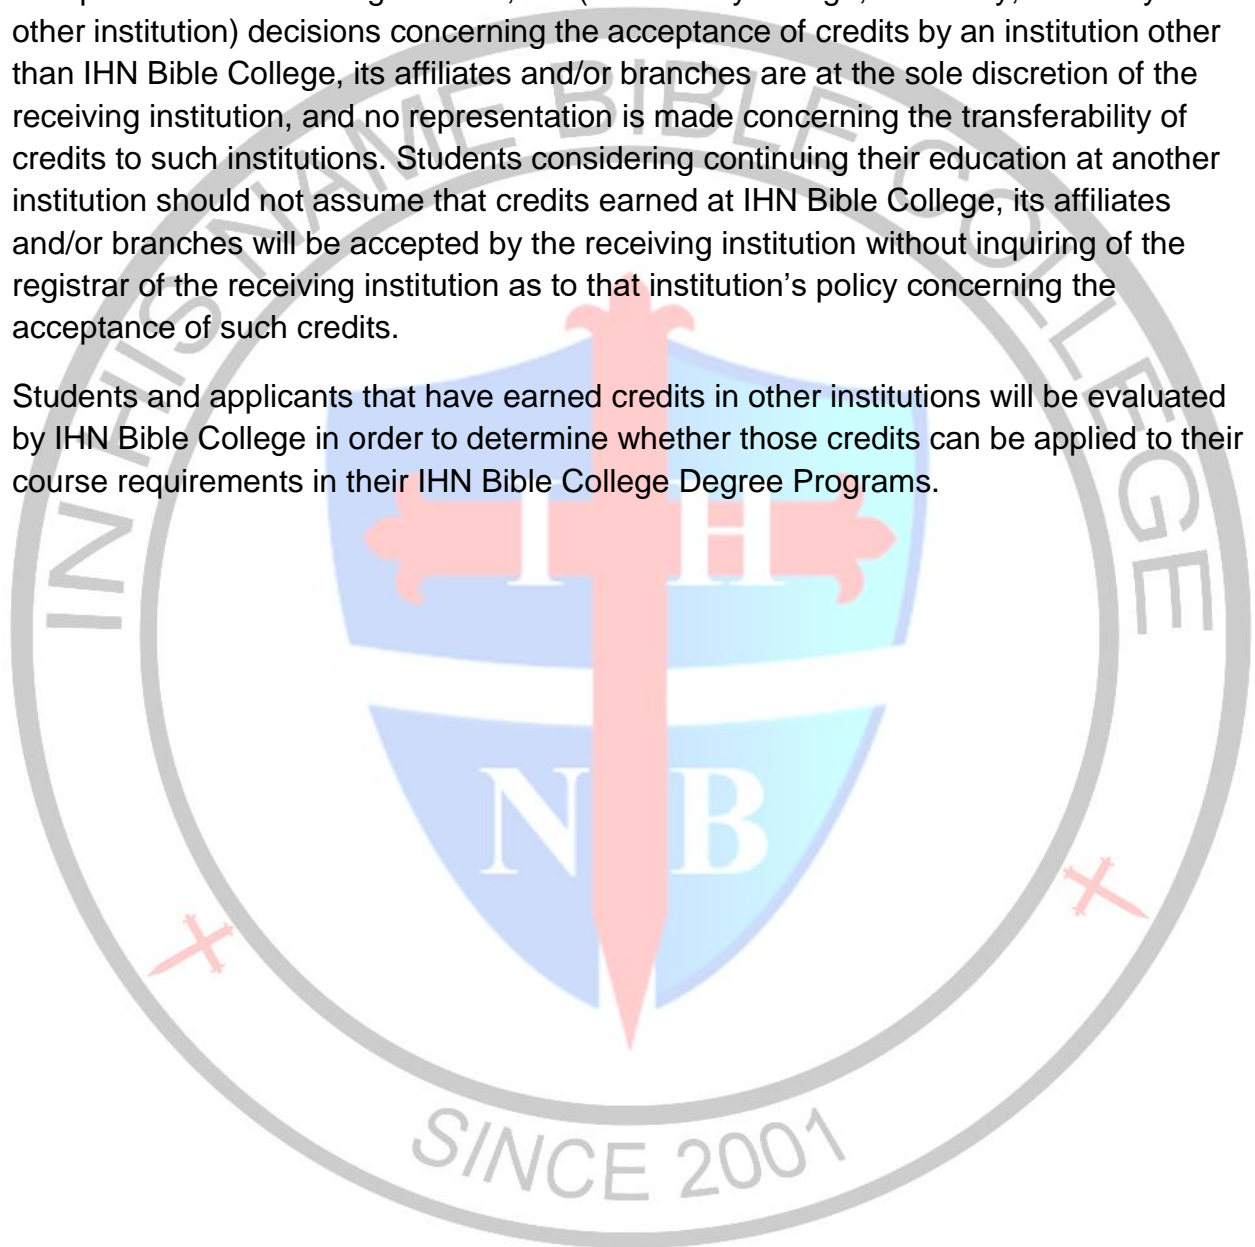 other institution) decisions concerning the acceptance of credits by an institution other
than IHN Bible College, its affiliates and/or branches are at the sole discretion of the
receiving institution, and no representation is made concerning the transferability of
credits to such institutions. Students considering continuing their education at another
institution should not assume that credits earned at IHN Bible College, its affiliates
and/or branches will be accepted by the receiving institution without inquiring of the
registrar of the receiving institution as to that institution’s policy concerning the
acceptance of such credits.
Students and applicants that have earned credits in other institutions will be evaluated
by IHN Bible College in order to determine whether those credits can be applied to their
course requirements in their IHN Bible College Degree Programs.
IN HIS NAME BIBLE COLLEGE
I H
N B
SINCE 2001